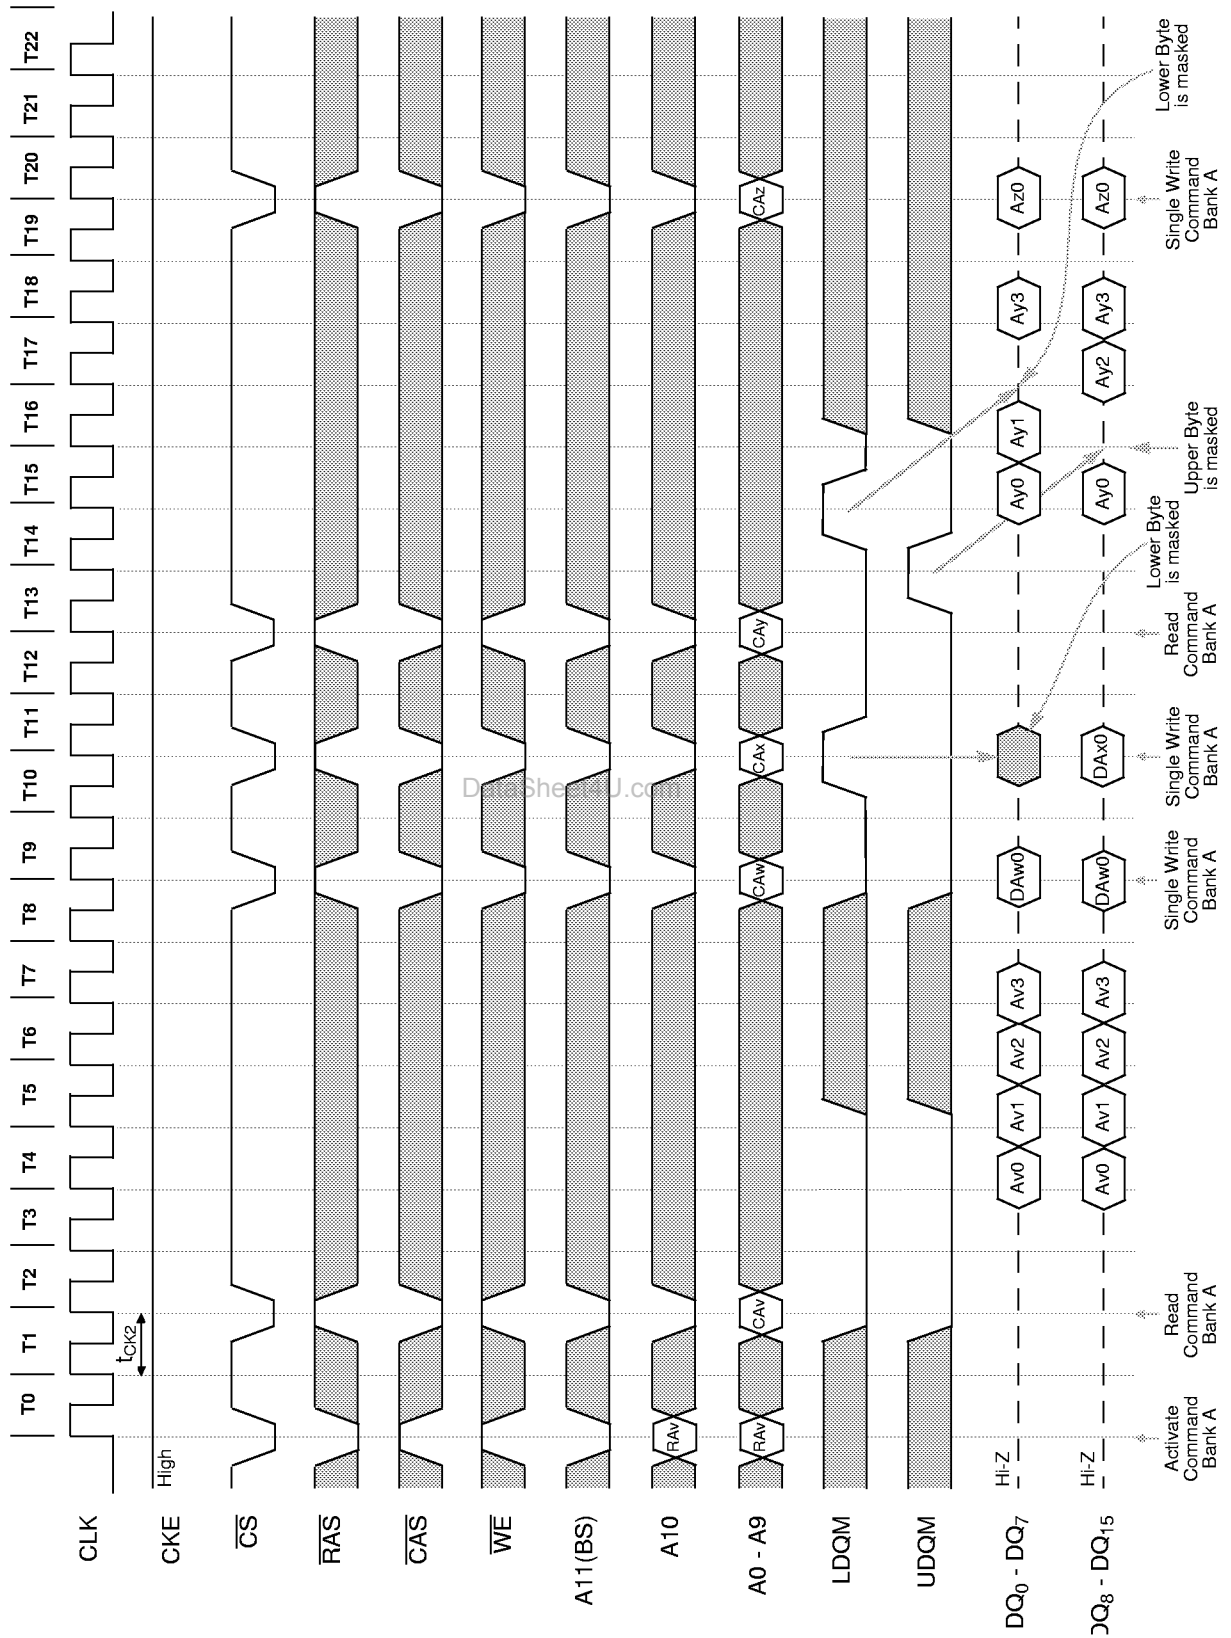 T0 T1 T2 T3 T4 T5 T6 T7 T8 T9 T10 T11 T12 T13 T14 T15 T16 T17 T18 T19 T20 T21 T22
CLK
tCK2
CKE
High
CS
RAS
CAS
WE
A11(BS)
A10
RAv
A0 - A9
RAv CAv CAw CAx CAy CAz
LDQM
UDQM
DQ0 - DQ7
Hi-Z
Av0 Av1 Av2 Av3 DAw0 Ay0 Ay1 Ay3 Az0
DQ8 - DQ15
Hi-Z
Av0 Av1 Av2 Av3 DAw0 DAx0 Ay0 Ay2 Ay3 Az0
Activate
Command
Bank A
Read
Command
Bank A
Single Write
Command
Bank A
Single Write
Command
Bank A
Read
Command
Bank A
Lower Byte
is masked
Upper Byte
is masked
Single Write
Command
Bank A
Lower Byte
is masked
DataSheet4U.com